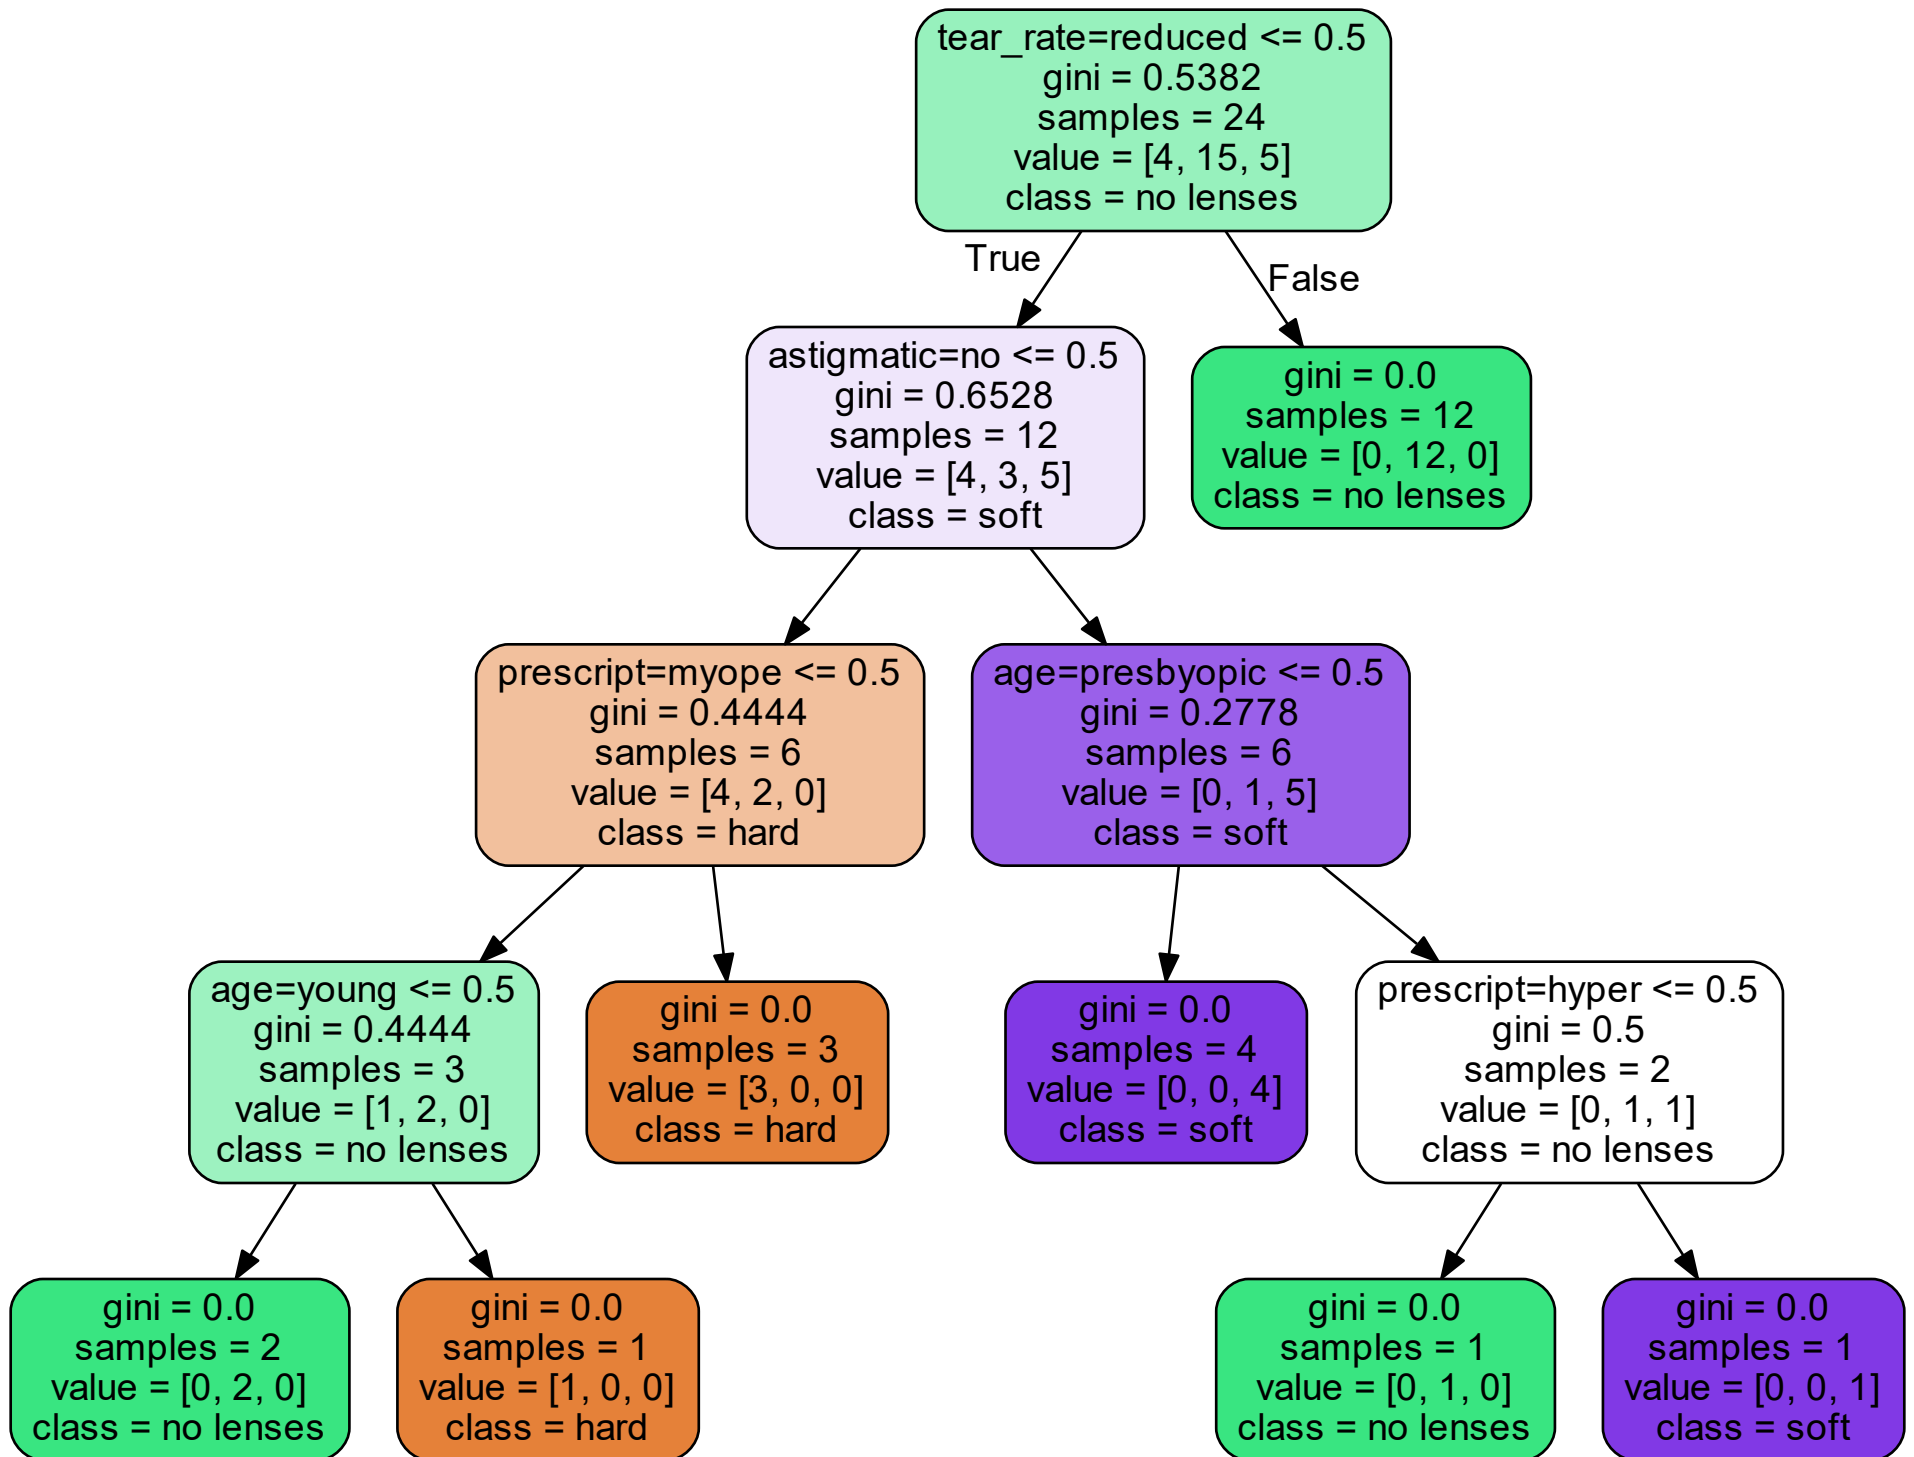 tear_rate=reduced <= 0.5
gini = 0.5382
samples = 24
value = [4, 15, 5]
class = no lenses
True
False
astigmatic=no <= 0.5
gini = 0.6528
samples = 12
value = [4, 3, 5]
class = soft
gini = 0.0
samples = 12
value = [0, 12, 0]
class = no lenses
prescript=myope <= 0.5
gini = 0.4444
samples = 6
value = [4, 2, 0]
class = hard
age=presbyopic <= 0.5
gini = 0.2778
samples = 6
value = [0, 1, 5]
class = soft
age=young <= 0.5
gini = 0.4444
samples = 3
value = [1, 2, 0]
class = no lenses
gini = 0.0
samples = 3
value = [3, 0, 0]
class = hard
gini = 0.0
samples = 4
value = [0, 0, 4]
class = soft
prescript=hyper <= 0.5
gini = 0.5
samples = 2
value = [0, 1, 1]
class = no lenses
gini = 0.0
samples = 2
value = [0, 2, 0]
class = no lenses
gini = 0.0
samples = 1
value = [1, 0, 0]
class = hard
gini = 0.0
samples = 1
value = [0, 1, 0]
class = no lenses
gini = 0.0
samples = 1
value = [0, 0, 1]
class = soft